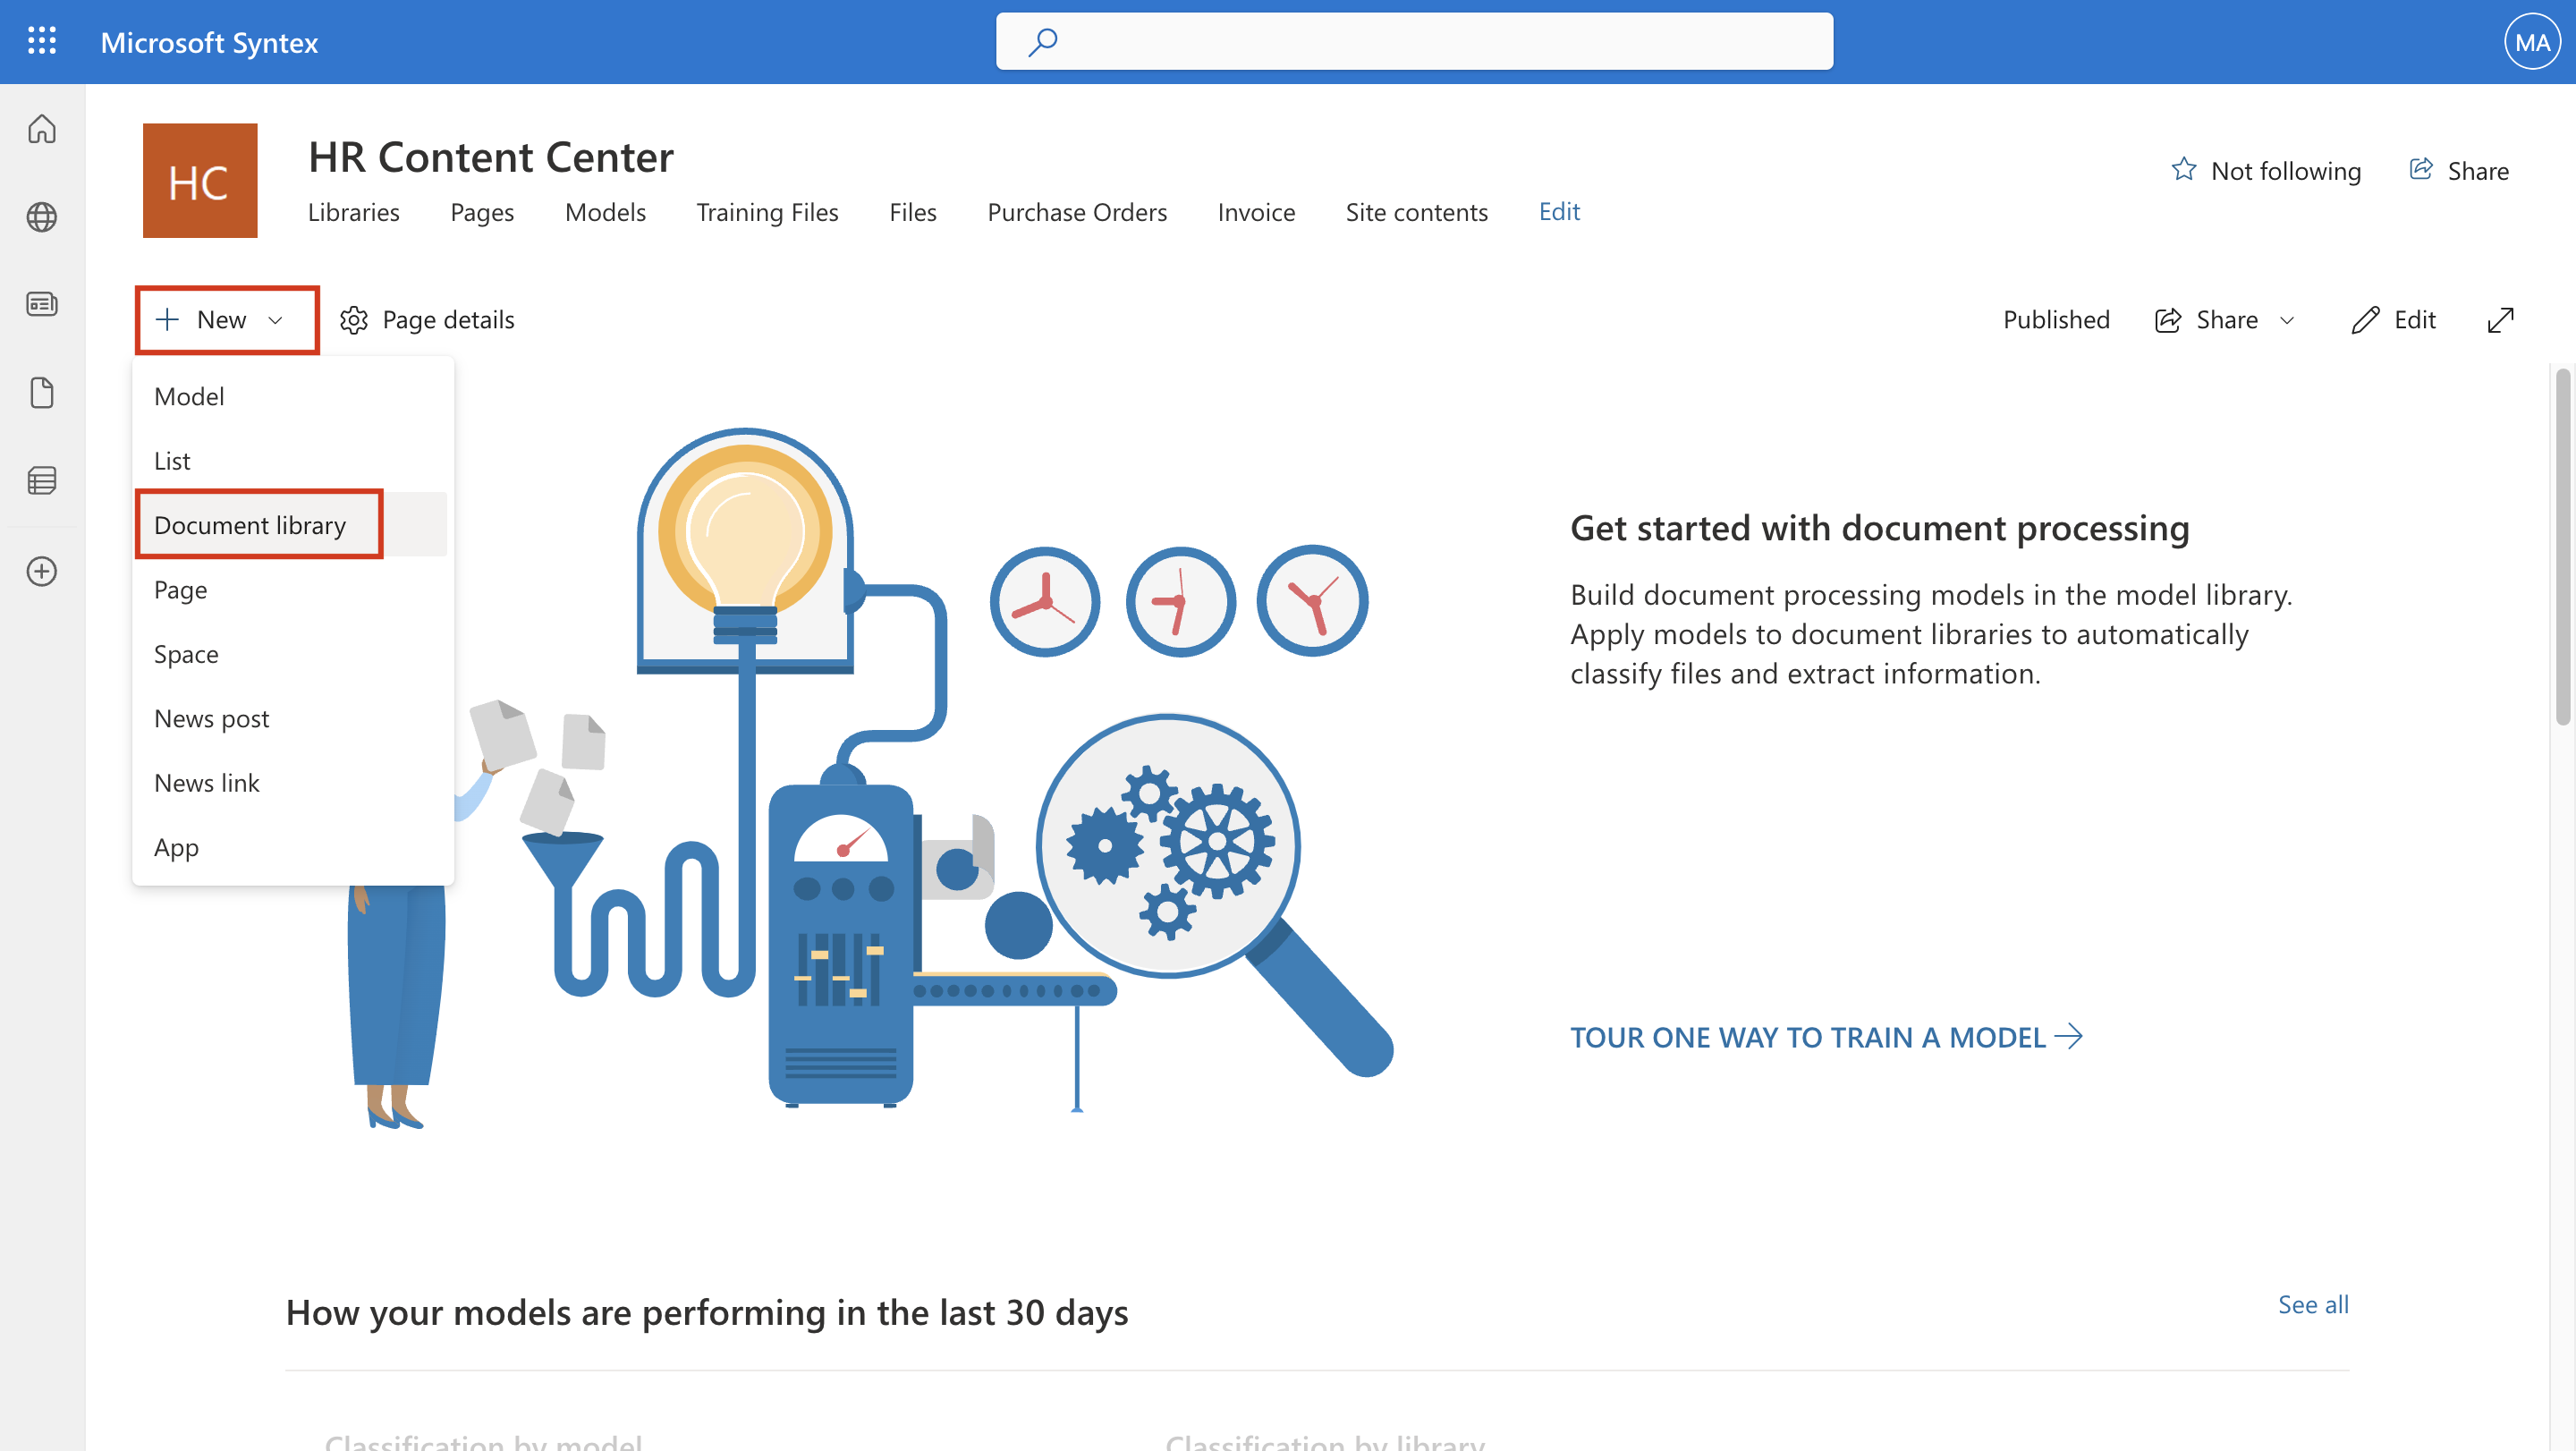 Microsoft Syntex
MA
HC
HR Content Center
Libraries Pages Models Training Files Files Purchase Orders Invoice Site contents Edit
Not following Share
New Page details
Published Share Edit
Model
List
Document library
Page
Space
News post
News link
App
Get started with document processing
Build document processing models in the model library.
Apply models to document libraries to automatically
classify files and extract information.
TOUR ONE WAY TO TRAIN A MODEL
How your models are performing in the last 30 days
See all
Classification by model
Classification by library